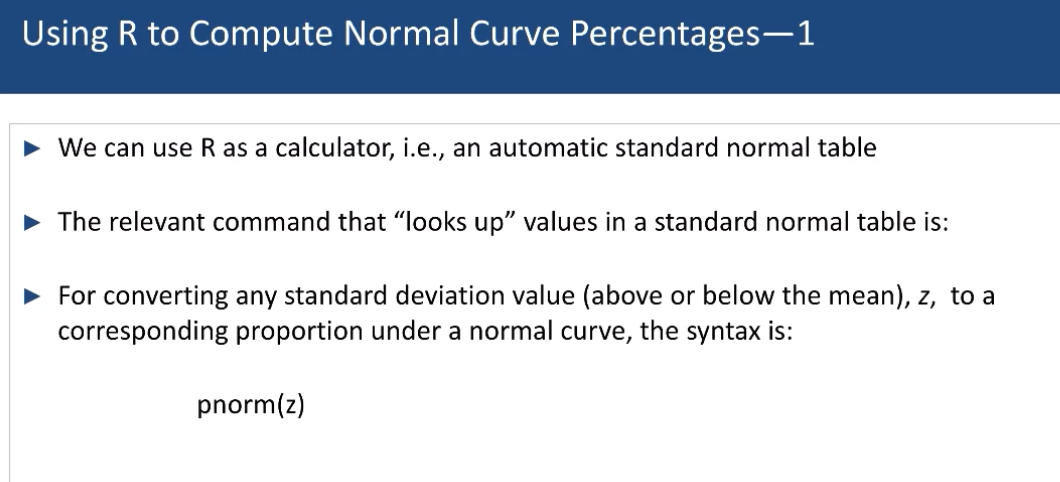 Using R to Compute Normal Curve Percentages—1
► We can use R as a calculator, i.e., an automatic standard normal table
► The relevant command that “looks up” values in a standard normal table is:
► For converting any standard deviation value (above or below the mean), z, to a
corresponding proportion under a normal curve, the syntax is:
pnorm(z)